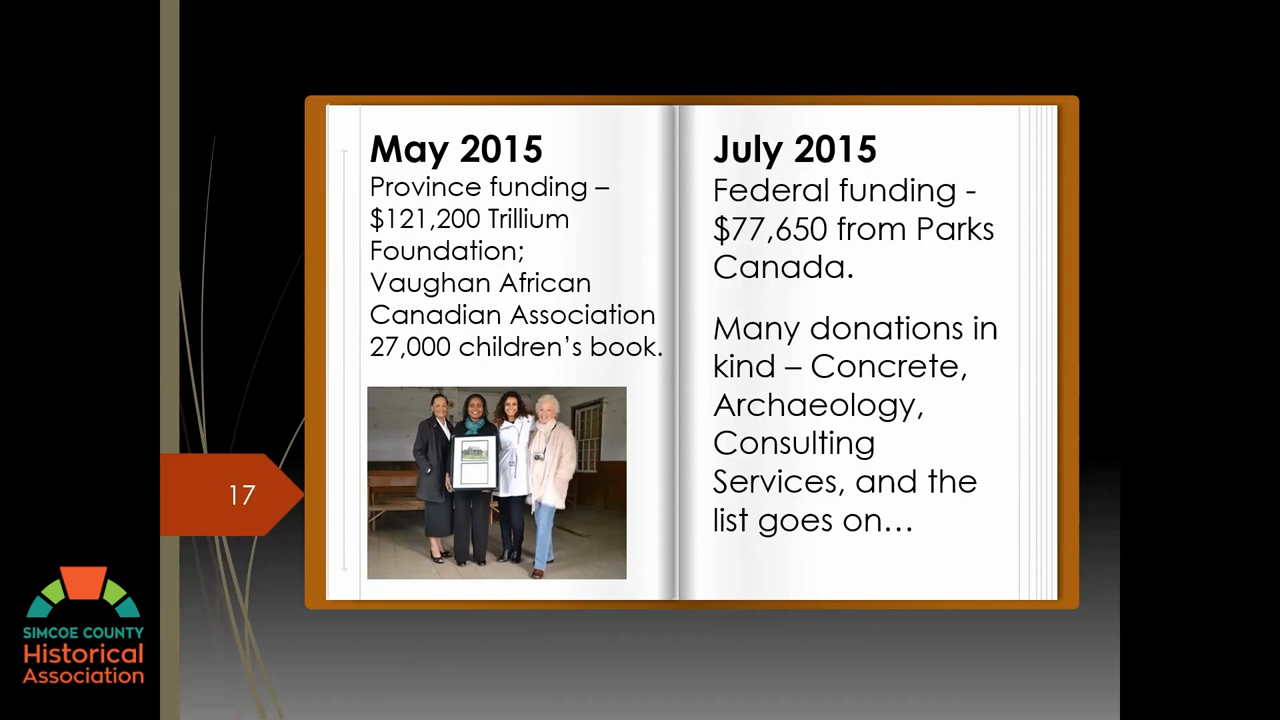 May 2015
Province funding –
$121,200 Trillium
Foundation;
Vaughan African
Canadian Association
27,000 children’s book.
July 2015
Federal funding -
$77,650 from Parks
Canada.
Many donations in
kind – Concrete,
Archaeology,
Consulting
Services, and the
list goes on…
17
SIMCOE COUNTY
Historical
Association